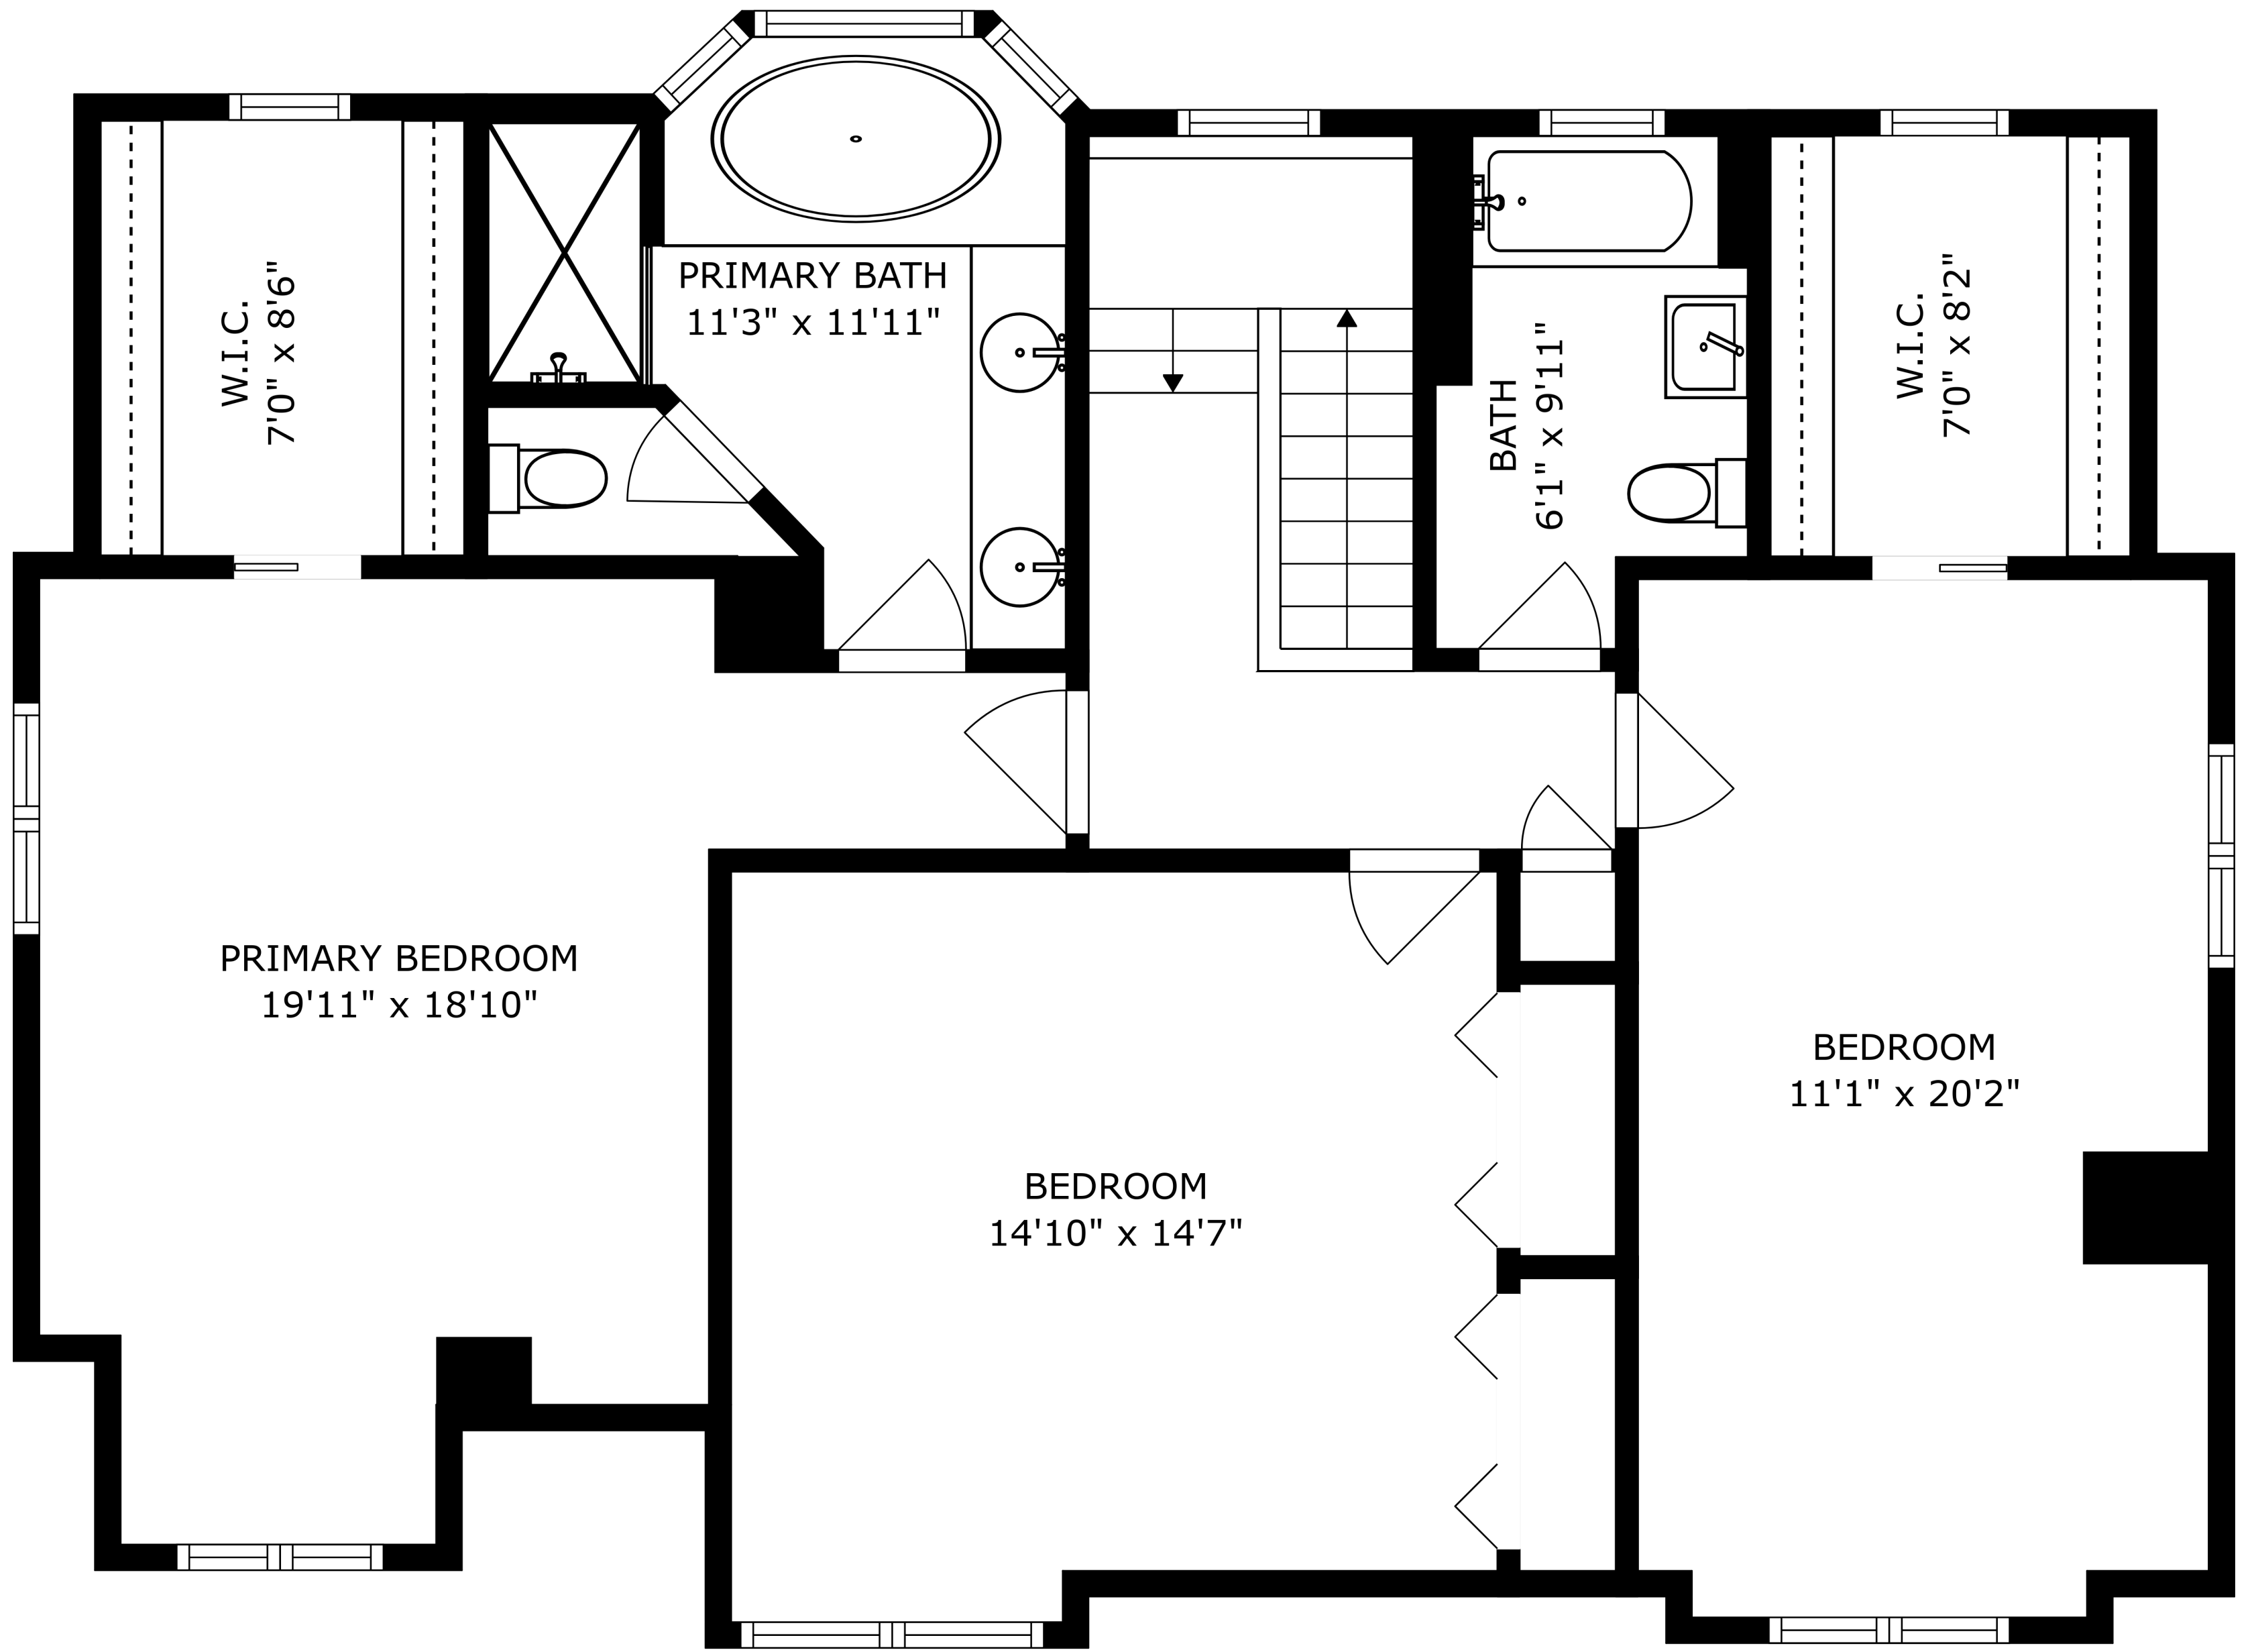 PRIMARY BATH
11'3" x 11'11"
W.I.C.
7'0" x 8'6"
BATH
6'1" x 9'11"
W.I.C.
7'0" x 8'2"
PRIMARY BEDROOM
19'11" x 18'10"
BEDROOM
11'1" x 20'2"
BEDROOM
14'10" x 14'7"